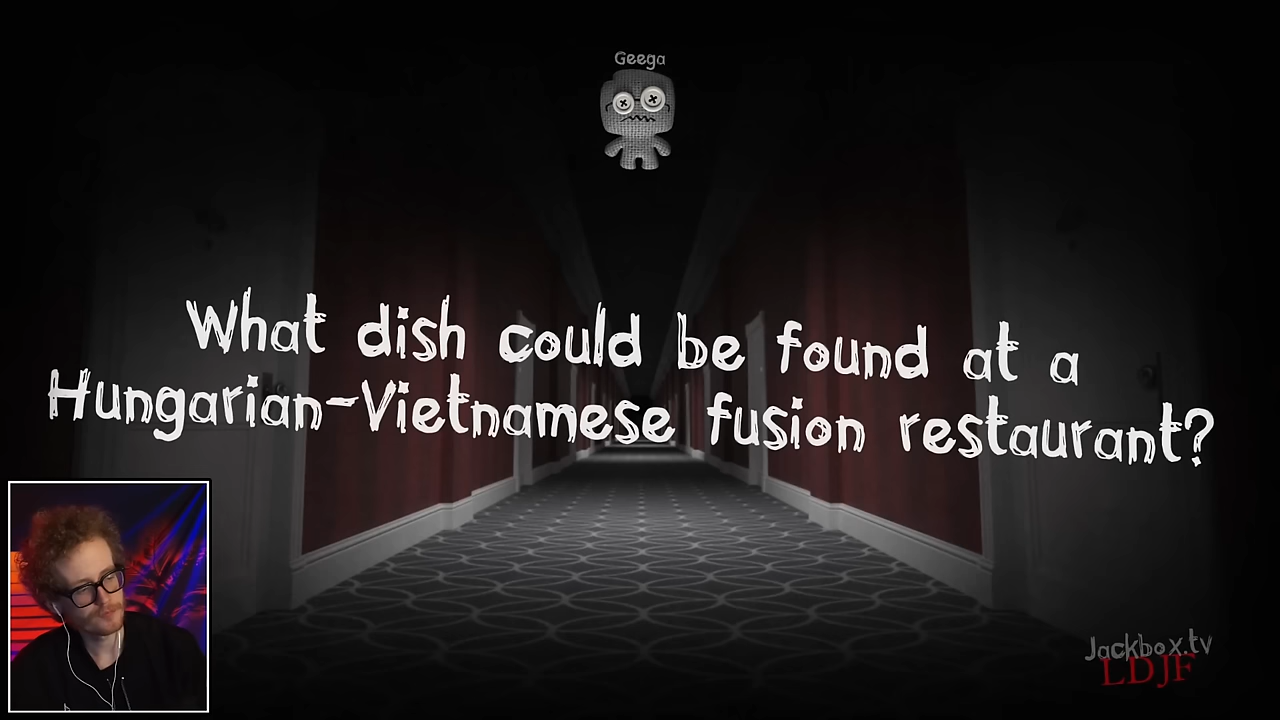 Geega
What dish could be found at a
Hungarian-Vietnamese fusion restaurant?
Jackbox.tv
LDJF